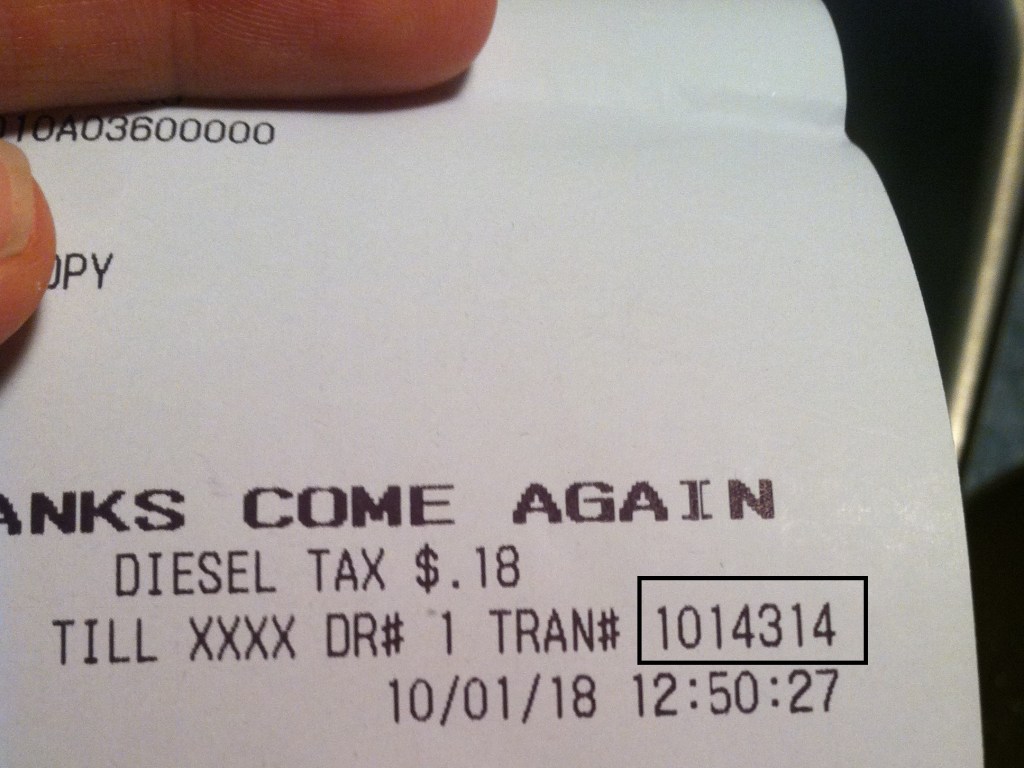 10A03600000
OPY
ANKS COME AGAIN
DIESEL TAX $.18
TILL XXXX DR# 1 TRAN# 1014314
10/01/18 12:50:27